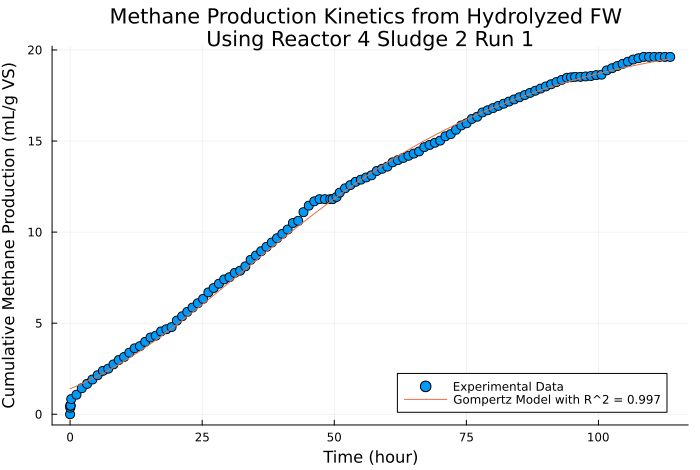 Methane Production Kinetics from Hydrolyzed FW
Using Reactor 4 Sludge 2 Run 1
Cumulative Methane Production (mL/g VS)
20
15
10
5
0
Experimental Data
Gompertz Model with R^2 = 0.997
0 25 50 75 100
Time (hour)